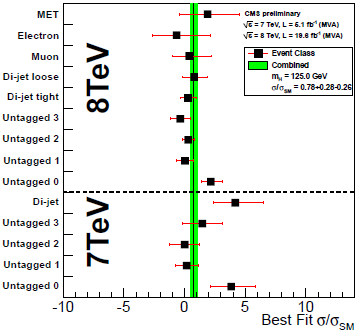 MET
Electron
Muon
Di-jet loose
Di-jet tight
Untagged 3
Untagged 2
Untagged 1
Untagged 0
Di-jet
Untagged 3
Untagged 2
Untagged 1
Untagged 0
8TeV
7TeV
CMS preliminary
√s = 7 TeV, L = 5.1 fb⁻¹ (MVA)
√s = 8 TeV, L = 19.6 fb⁻¹ (MVA)
Event Class
Combined
m_H = 125.0 GeV
σ/σ_SM = 0.78+0.28-0.26
-10 -5 0 5 10
Best Fit σ/σ_SM